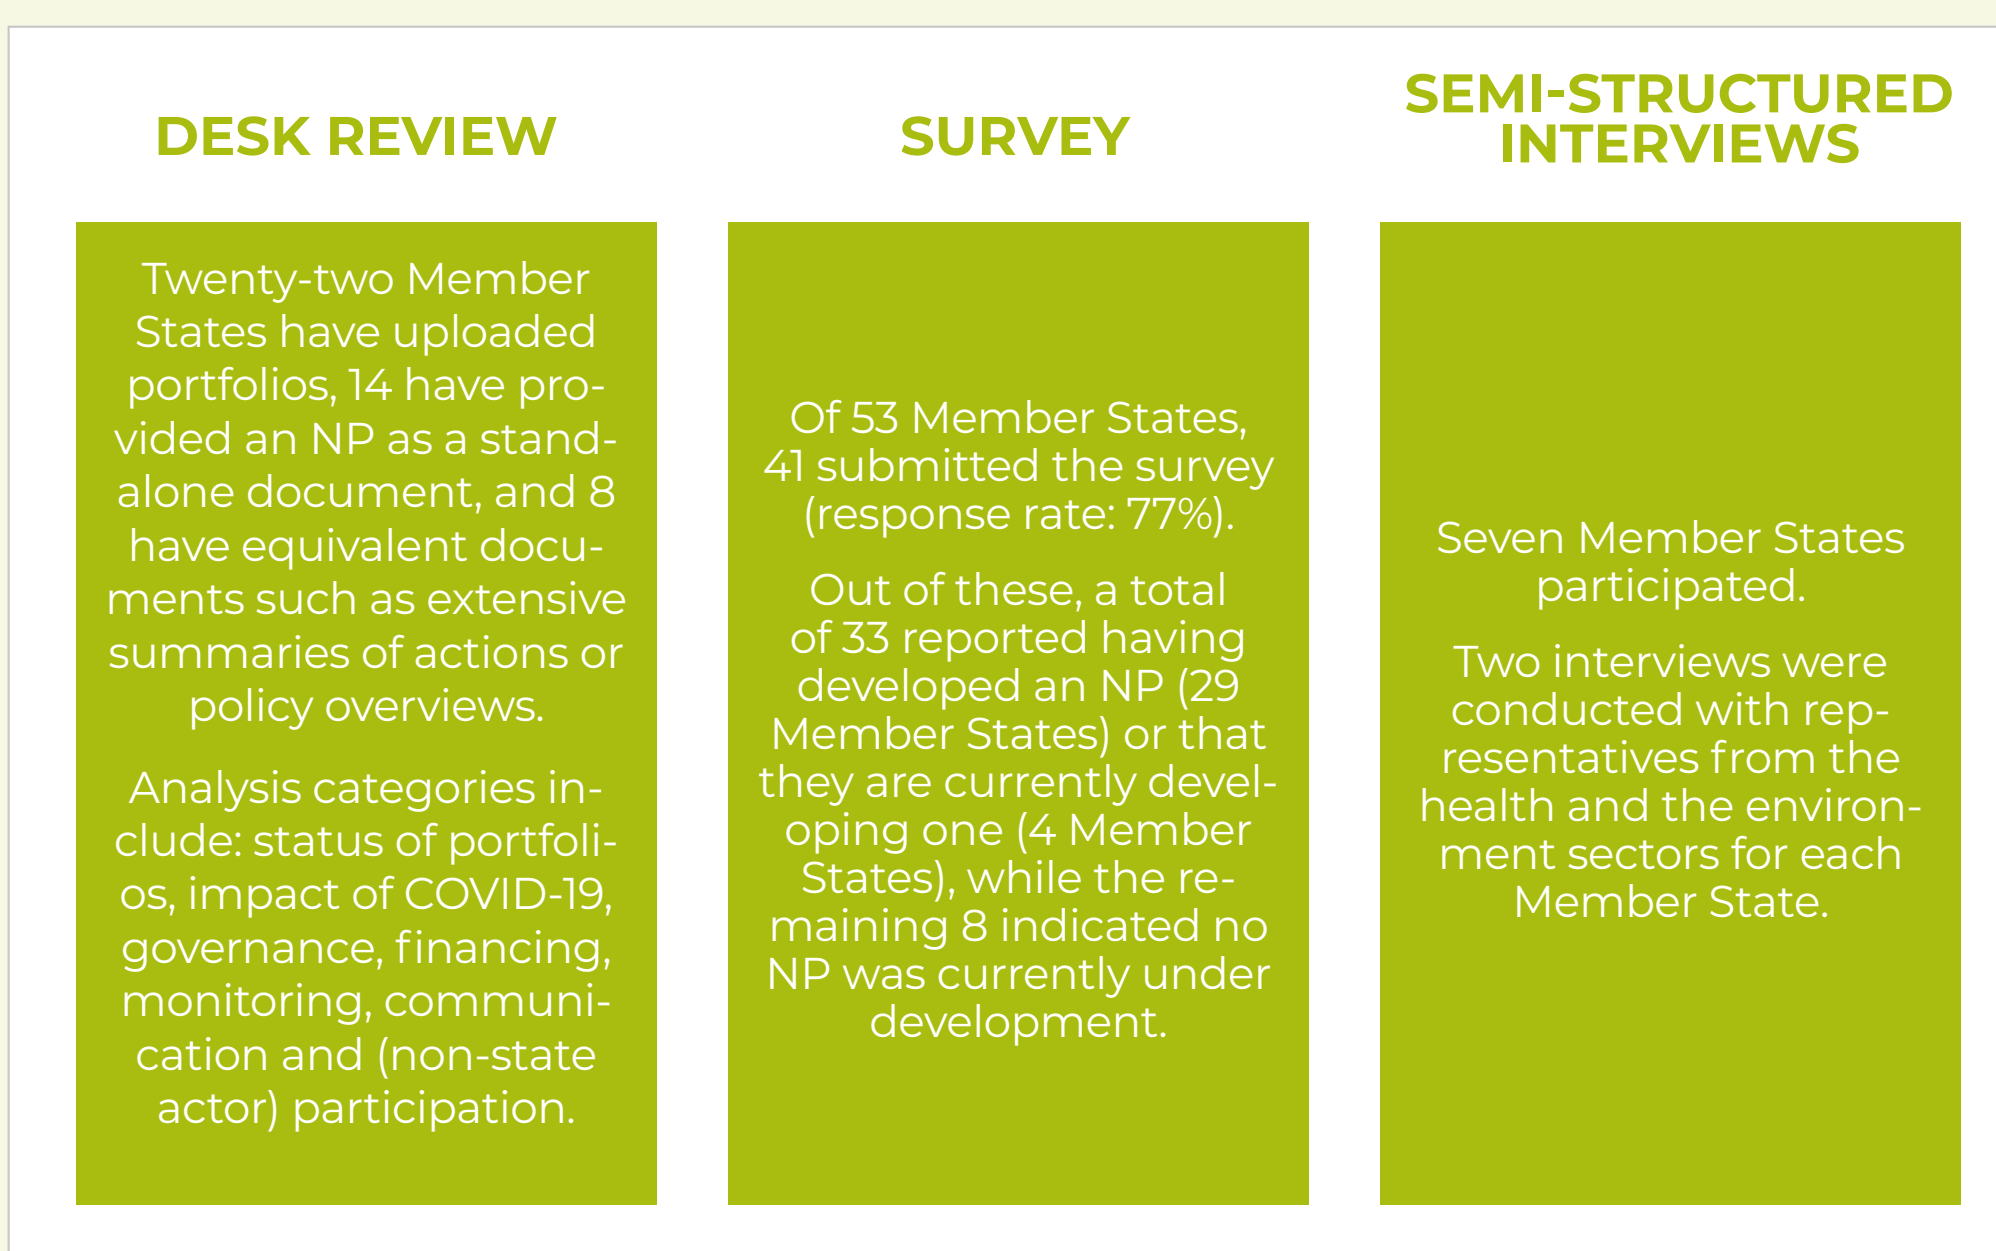 DESK REVIEW
Twenty-two Member
States have uploaded
portfolios, 14 have pro-
vided an NP as a stand-
alone document, and 8
have equivalent docu-
ments such as extensive
summaries of actions or
policy overviews.
Analysis categories in-
clude: status of portfoli-
os, impact of COVID-19,
governance, financing,
monitoring, communi-
cation and (non-state
actor) participation.
SURVEY
Of 53 Member States,
41 submitted the survey
(response rate: 77%).
Out of these, a total
of 33 reported having
developed an NP (29
Member States) or that
they are currently devel-
oping one (4 Member
States), while the re-
maining 8 indicated no
NP was currently under
development.
SEMI-STRUCTURED
INTERVIEWS
Seven Member States
participated.
Two interviews were
conducted with rep-
resentatives from the
health and the environ-
ment sectors for each
Member State.